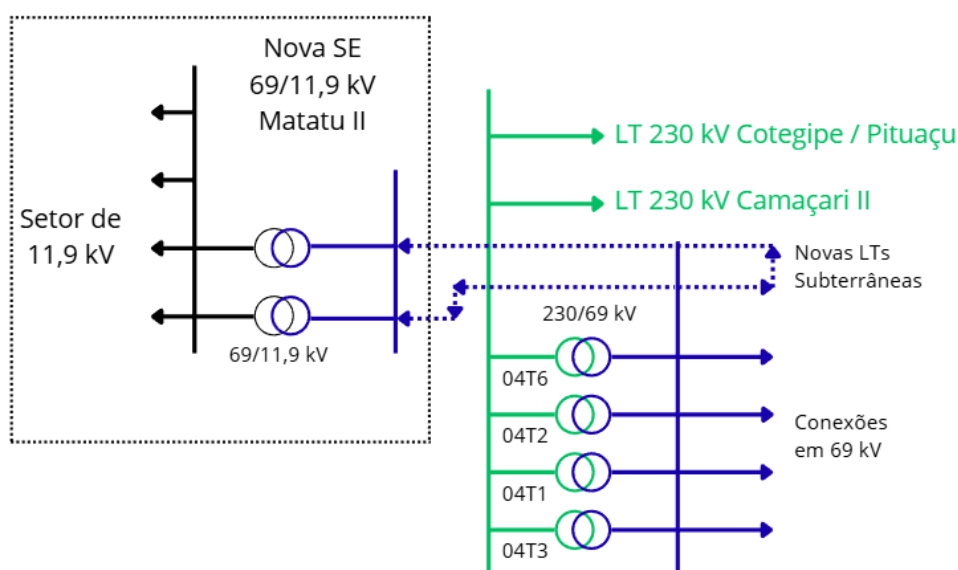 Nova SE
69/11,9 kV
Matatu II
Setor de
11,9 kV
69/11,9 kV
LT 230 kV Cotegipe / Pituaçu
LT 230 kV Camaçari II
Novas LTs
Subterrâneas
230/69 kV
04T6
04T2
04T1
04T3
Conexões
em 69 kV